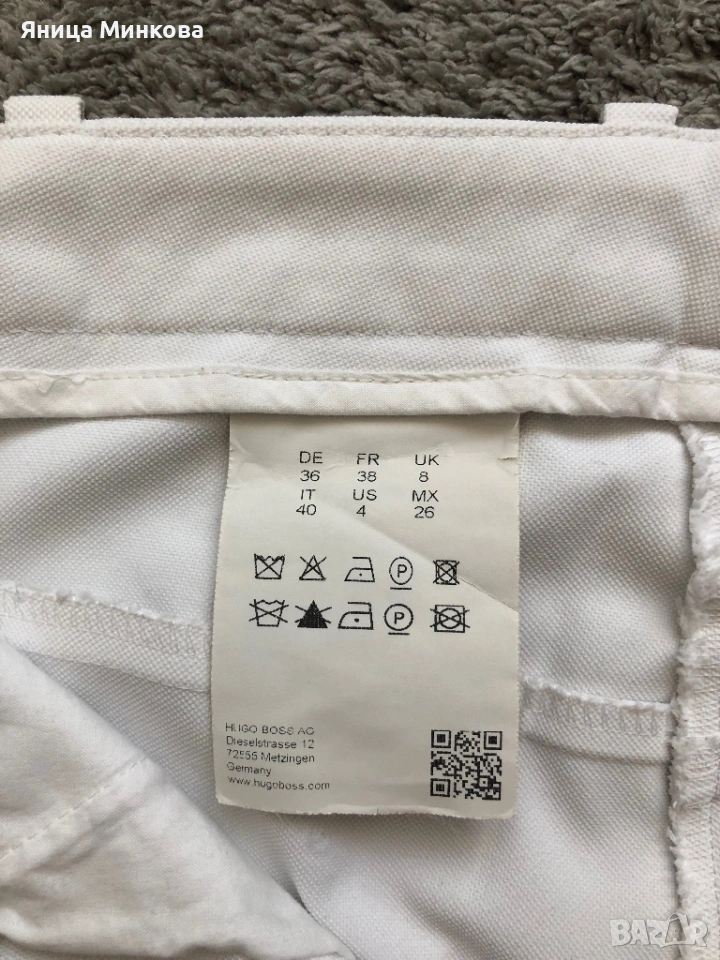 Яница Минкова
DE FR UK
36 38 8
IT US MX
40 4 26
P
P
HUGO BOSS AG
Dieselstrasse 12
72555 Metzingen
Germany
www.hugoboss.com
BAZAR